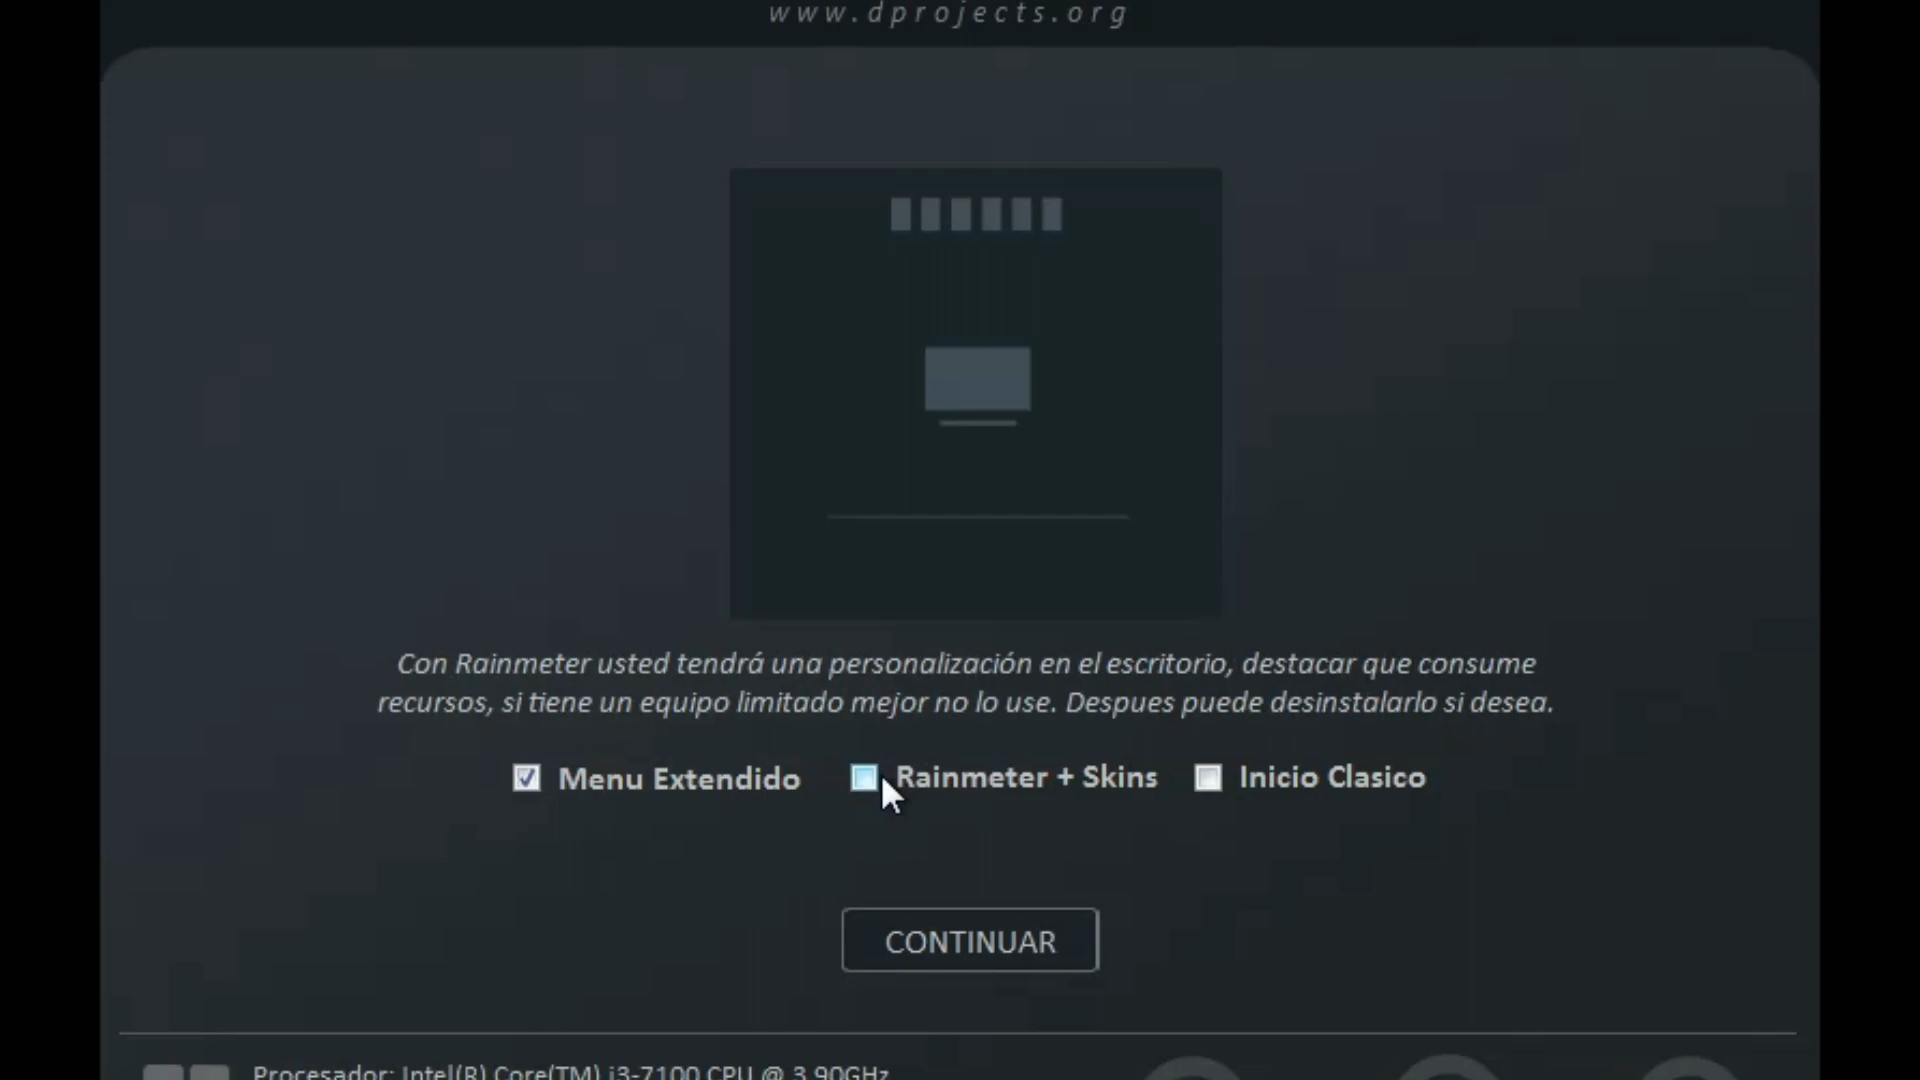 www.dprojects.org
Con Rainmeter usted tendrá una personalización en el escritorio, destacar que consume
recursos, si tiene un equipo limitado mejor no lo use. Despues puede desinstalarlo si desea.
Menu Extendido Rainmeter + Skins Inicio Clasico
CONTINUAR
Procesador: Intel(R) Core(TM) i3-7100 CPU @ 3.90GHz